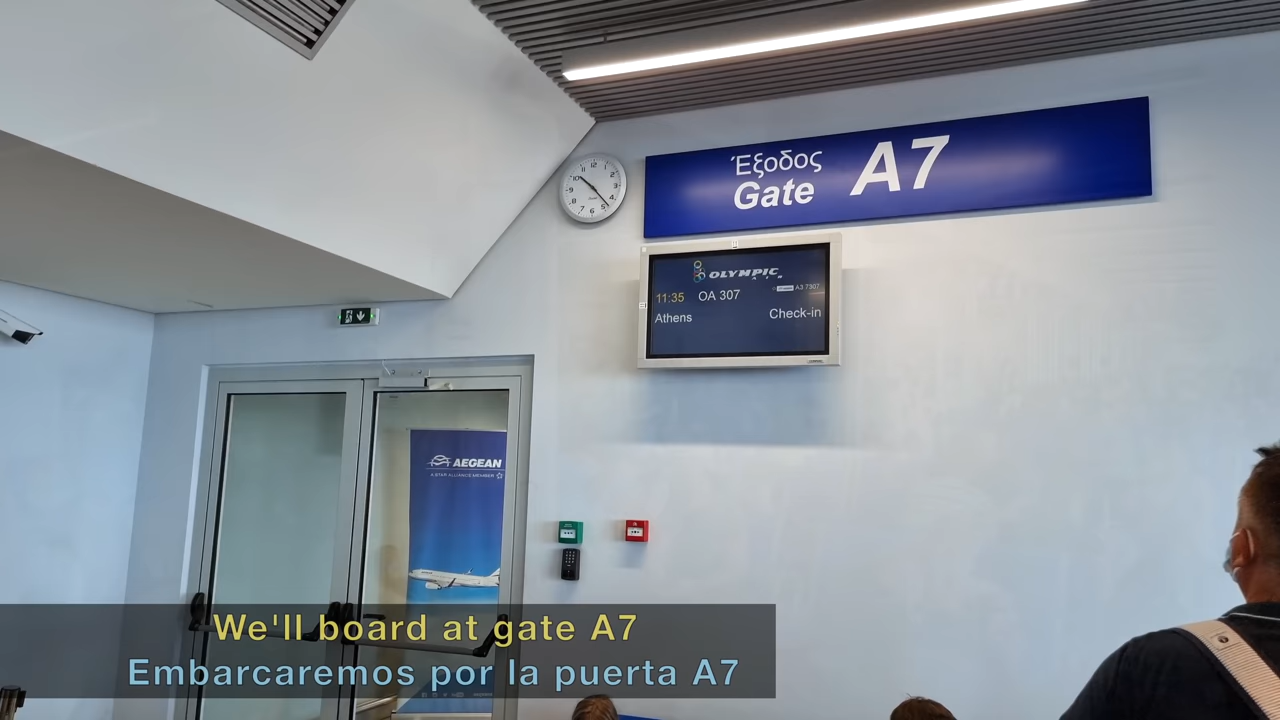 Έξοδος
Gate
A7
OLYMPIC
AIR
11:35 OA 307 A3 7307
Athens Check-in
AEGEAN
A STAR ALLIANCE MEMBER
We'll board at gate A7
Embarcaremos por la puerta A7